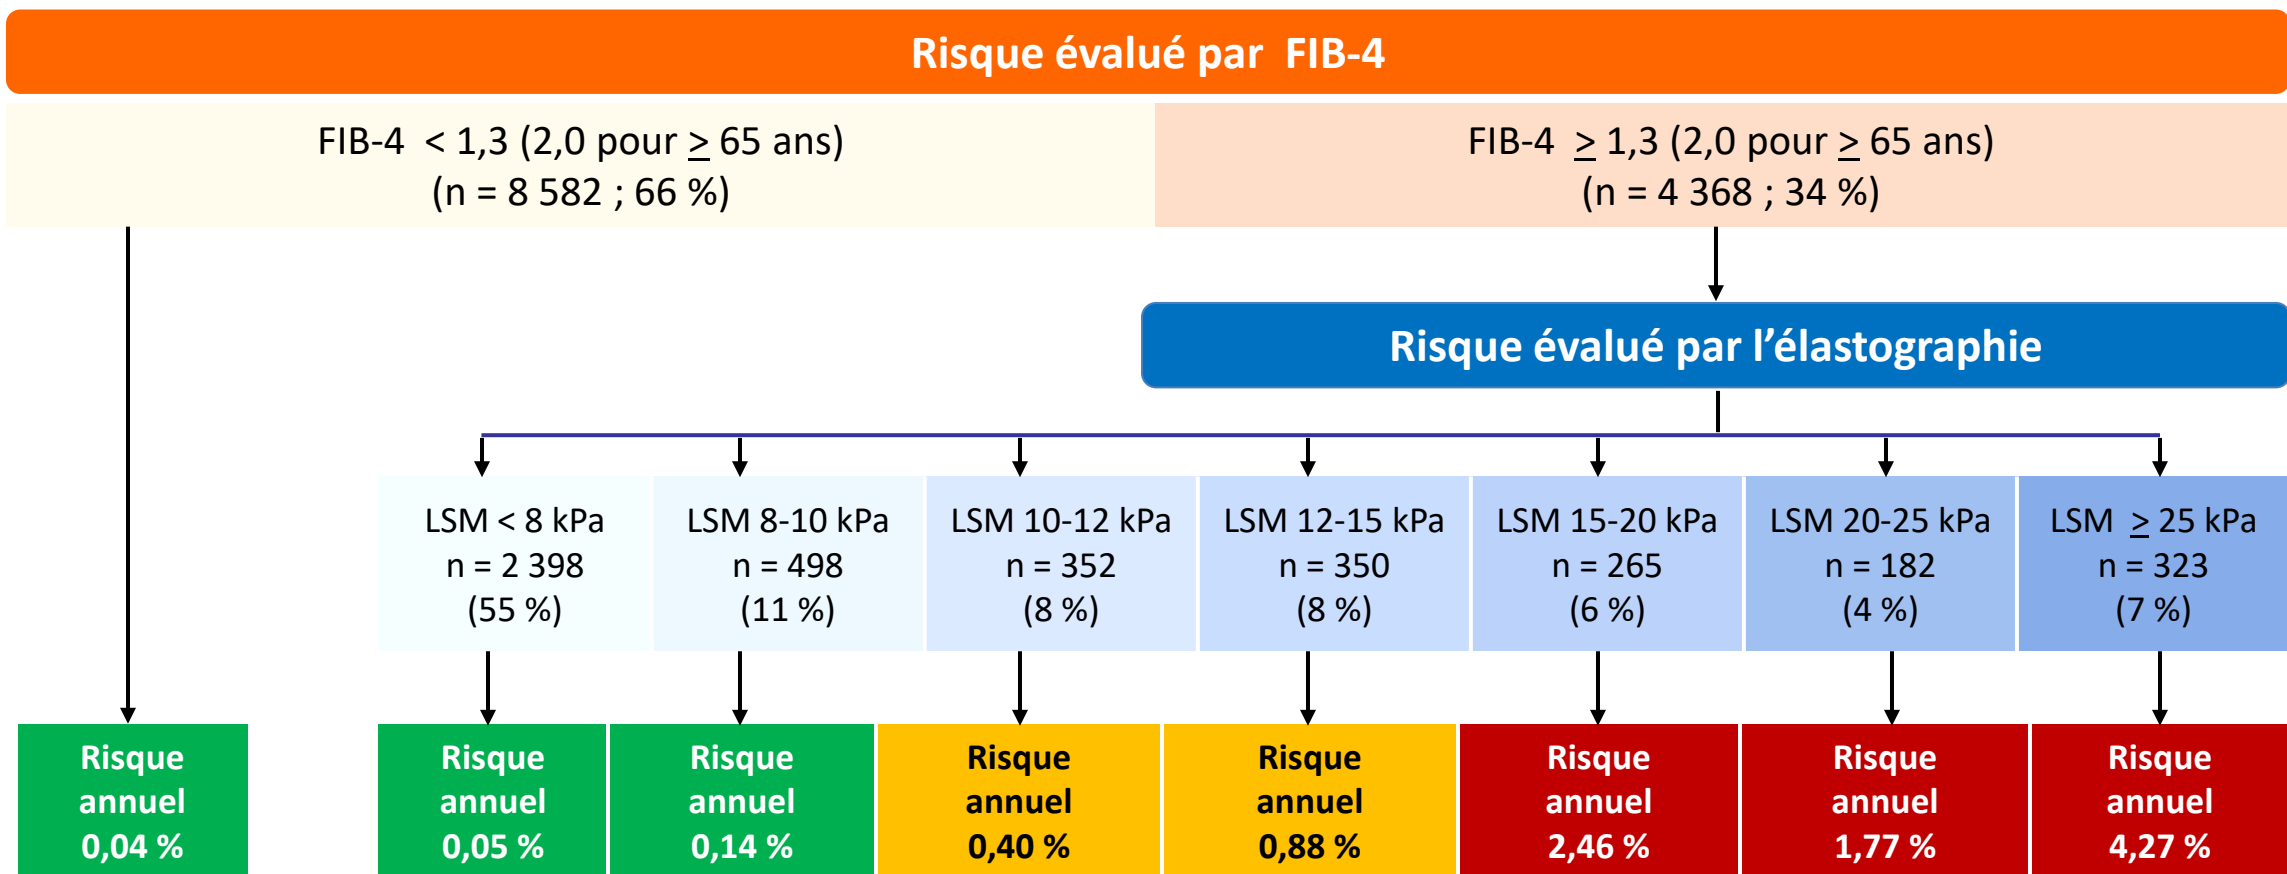 Risque évalué par  FIB-4
FIB-4  < 1,3 (2,0 pour ≥ 65 ans)
(n = 8 582 ; 66 %)
FIB-4  ≥ 1,3 (2,0 pour ≥ 65 ans)
(n = 4 368 ; 34 %)
Risque évalué par l’élastographie
LSM < 8 kPa
n = 2 398
(55 %)
LSM 8-10 kPa
n = 498
(11 %)
LSM 10-12 kPa
n = 352
(8 %)
LSM 12-15 kPa
n = 350
(8 %)
LSM 15-20 kPa
n = 265
(6 %)
LSM 20-25 kPa
n = 182
(4 %)
LSM  ≥ 25 kPa
n = 323
(7 %)
Risque
annuel
0,04 %
Risque
annuel
0,05 %
Risque
annuel
0,14 %
Risque
annuel
0,40 %
Risque
annuel
0,88 %
Risque
annuel
2,46 %
Risque
annuel
1,77 %
Risque
annuel
4,27 %